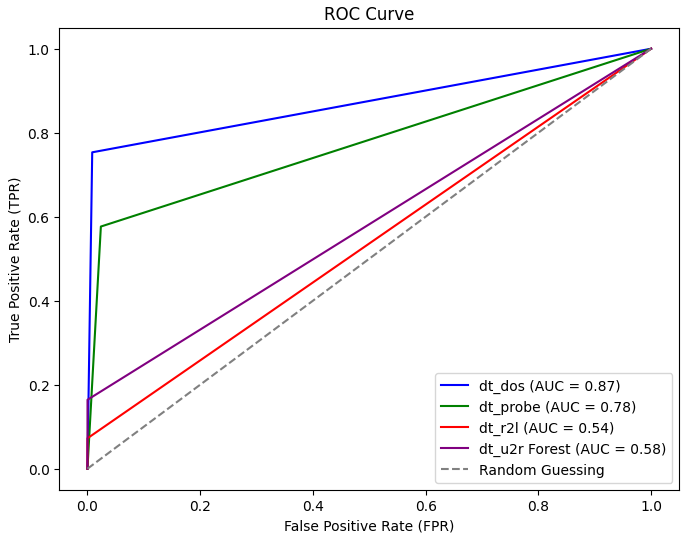 ROC Curve
True Positive Rate (TPR)
1.0
0.8
0.6
0.4
0.2
0.0
dt_dos (AUC = 0.87)
dt_probe (AUC = 0.78)
dt_r2l (AUC = 0.54)
dt_u2r Forest (AUC = 0.58)
Random Guessing
0.0 0.2 0.4 0.6 0.8 1.0
False Positive Rate (FPR)